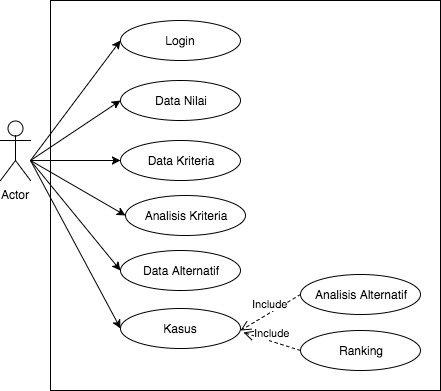 Login
Data Nilai
Data Kriteria
Actor
Analisis Kriteria
Data Alternatif
Include
Analisis Alternatif
Kasus
Include
Ranking